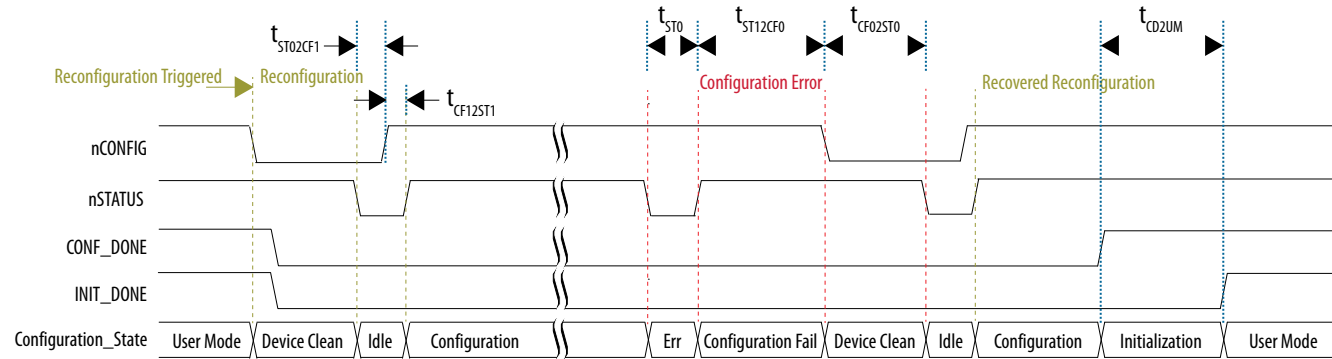 tST0 tST12CF0 tCF02ST0 tCD2UM
tST02CF1
Reconfiguration Triggered Reconfiguration Configuration Error Recovered Reconfiguration
tCF12ST1
nCONFIG
nSTATUS
CONF_DONE
INIT_DONE
Configuration_State User Mode Device Clean Idle Configuration Err Configuration Fail Device Clean Idle Configuration Initialization User Mode